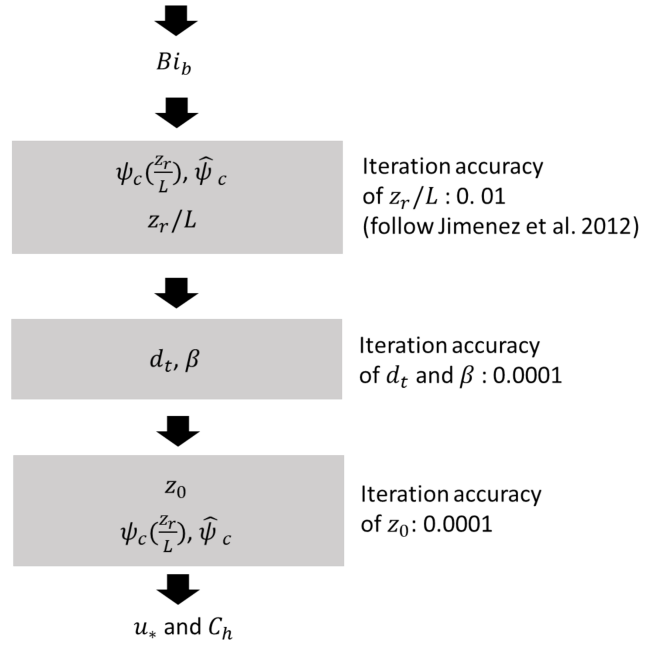 Bi_b
ψ_c(z_r/L), ψ̂_c
z_r/L
Iteration accuracy
of z_r/L : 0. 01
(follow Jimenez et al. 2012)
d_t, β
Iteration accuracy
of d_t and β : 0.0001
z_0
ψ_c(z_r/L), ψ̂_c
Iteration accuracy
of z_0: 0.0001
u_* and C_h